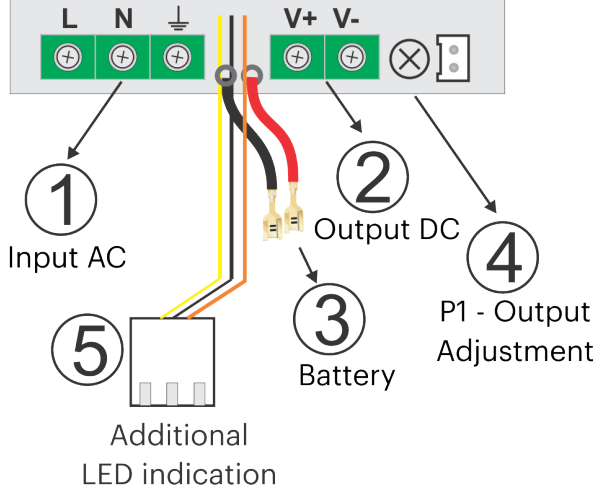 L N V+ V-
1
Input AC
2
Output DC
3
Battery
4
P1 - Output
Adjustment
5
Additional
LED indication